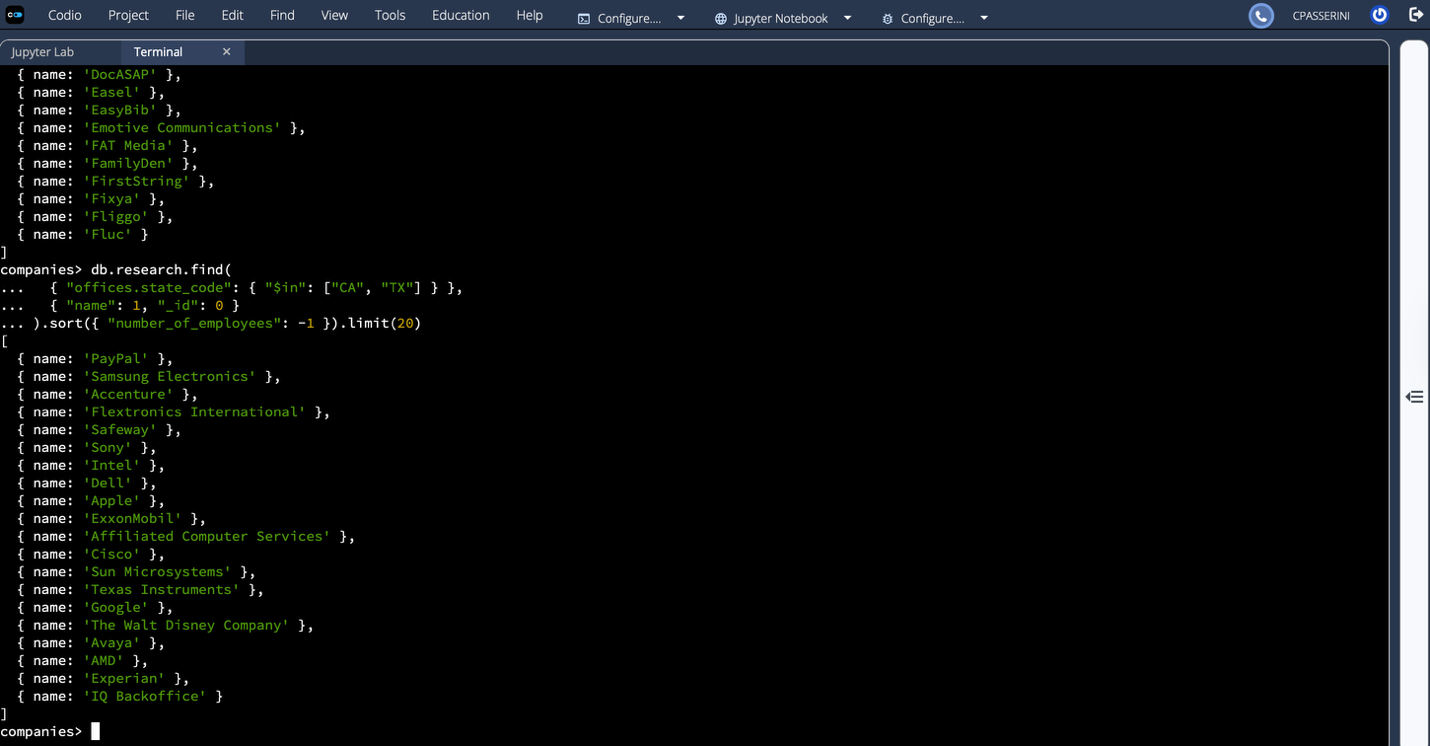 Codio Project File Edit Find View Tools Education Help Configure.... Jupyter Notebook Configure.... CPASSERINI
Jupyter Lab Terminal ×
  { name: 'DocASAP' },
  { name: 'Easel' },
  { name: 'EasyBib' },
  { name: 'Emotive Communications' },
  { name: 'FAT Media' },
  { name: 'FamilyDen' },
  { name: 'FirstString' },
  { name: 'Fixya' },
  { name: 'Fliggo' },
  { name: 'Fluc' }
]
companies> db.research.find(
...   { "offices.state_code": { "$in": ["CA", "TX"] } },
...   { "name": 1, "_id": 0 }
... ).sort({ "number_of_employees": -1 }).limit(20)
[
  { name: 'PayPal' },
  { name: 'Samsung Electronics' },
  { name: 'Accenture' },
  { name: 'Flextronics International' },
  { name: 'Safeway' },
  { name: 'Sony' },
  { name: 'Intel' },
  { name: 'Dell' },
  { name: 'Apple' },
  { name: 'ExxonMobil' },
  { name: 'Affiliated Computer Services' },
  { name: 'Cisco' },
  { name: 'Sun Microsystems' },
  { name: 'Texas Instruments' },
  { name: 'Google' },
  { name: 'The Walt Disney Company' },
  { name: 'Avaya' },
  { name: 'AMD' },
  { name: 'Experian' },
  { name: 'IQ Backoffice' }
]
companies>